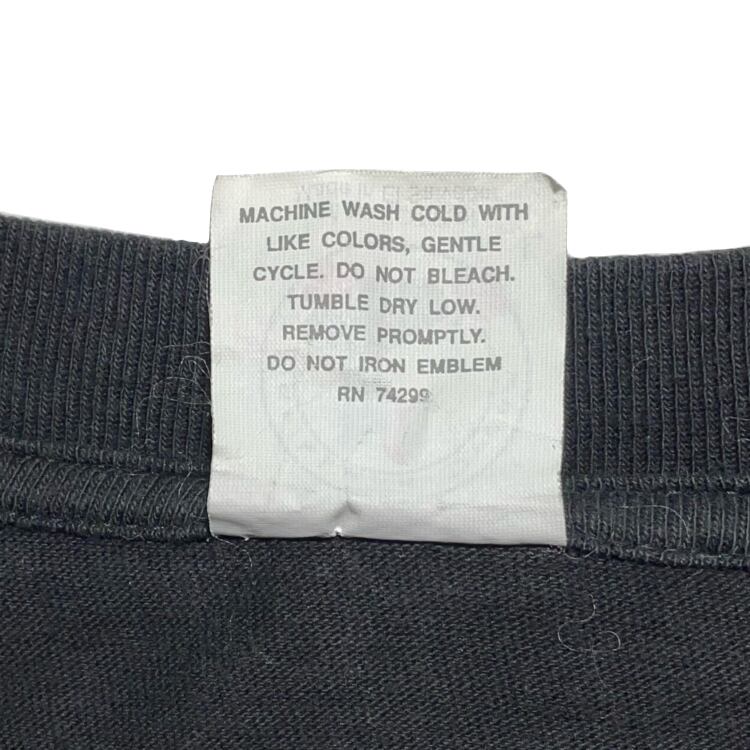 MACHINE WASH COLD WITH
LIKE COLORS, GENTLE
CYCLE. DO NOT BLEACH.
TUMBLE DRY LOW.
REMOVE PROMPTLY.
DO NOT IRON EMBLEM
RN 74299